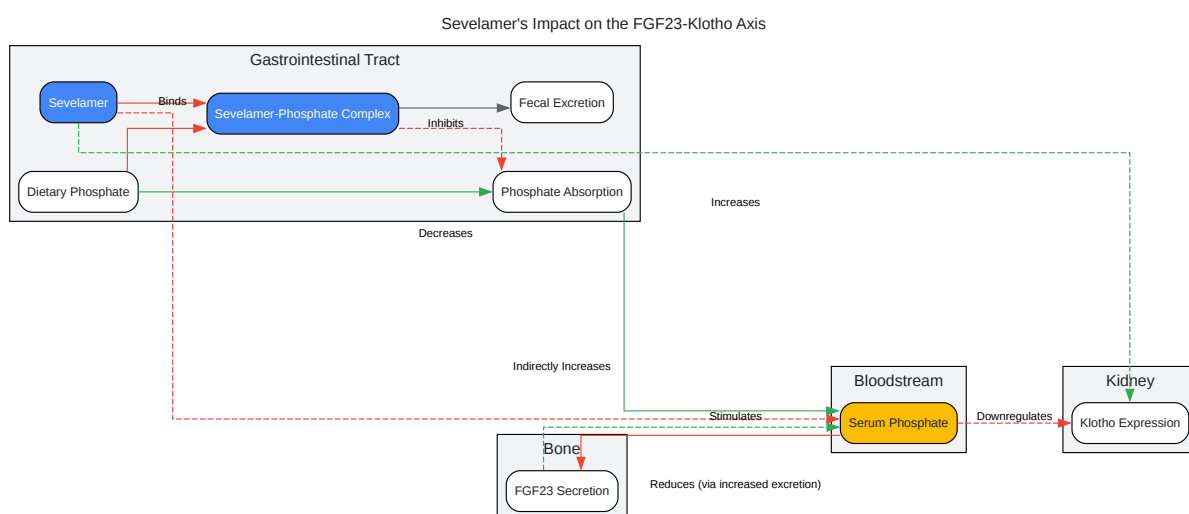 Sevelamer's Impact on the FGF23-Klotho Axis
Gastrointestinal Tract
Sevelamer
Binds
Sevelamer-Phosphate Complex
Fecal Excretion
Inhibits
Dietary Phosphate
Phosphate Absorption
Increases
Decreases
Indirectly Increases
Bloodstream
Kidney
Stimulates
Serum Phosphate
Downregulates
Klotho Expression
Bone
FGF23 Secretion
Reduces (via increased excretion)